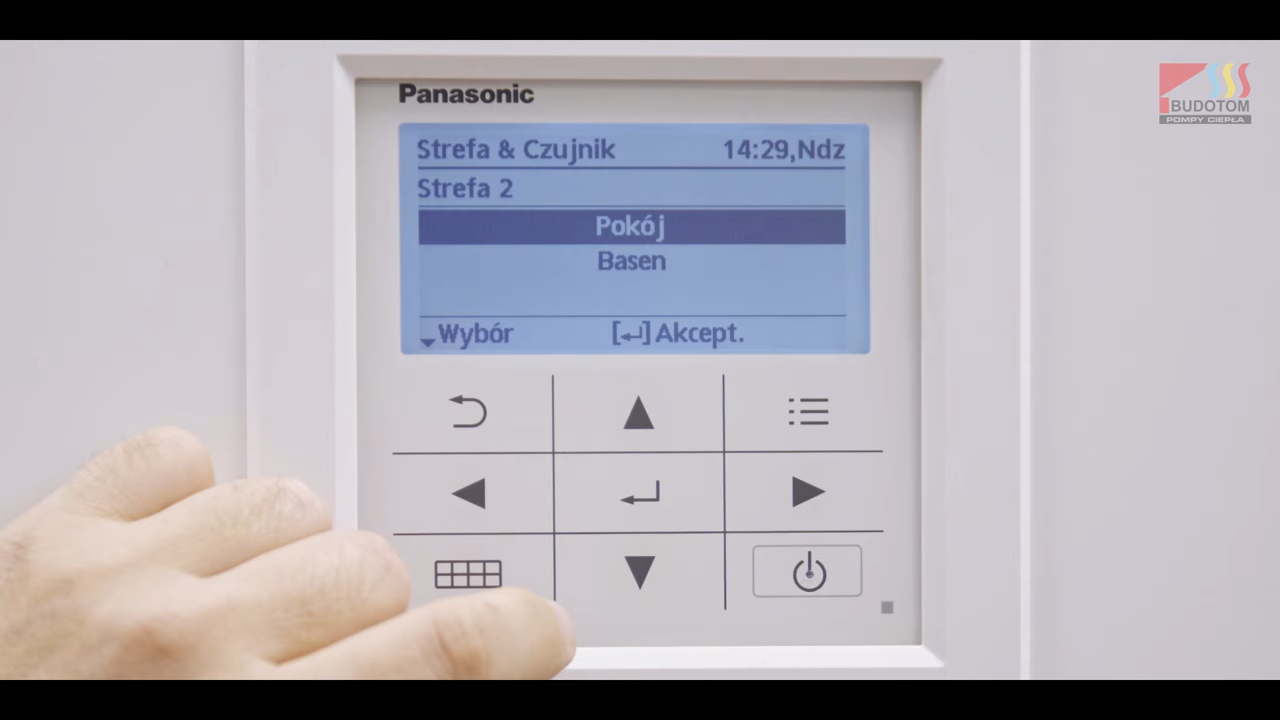 Panasonic
BUDOTOM
POMPY CIEPŁA
Strefa & Czujnik 14:29,Ndz
Strefa 2
Pokój
Basen
Wybór [↵] Akcept.